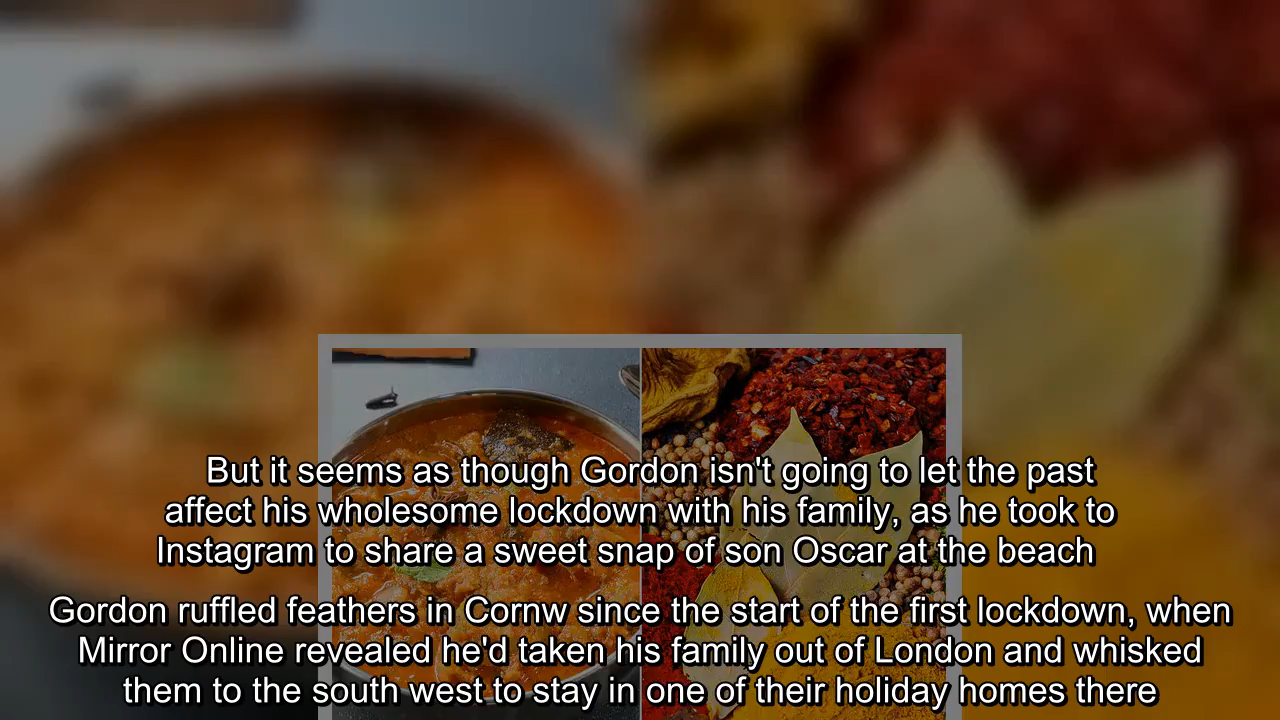 But it seems as though Gordon isn't going to let the past
affect his wholesome lockdown with his family, as he took to
Instagram to share a sweet snap of son Oscar at the beach
Gordon ruffled feathers in Cornw since the start of the first lockdown, when
Mirror Online revealed he'd taken his family out of London and whisked
them to the south west to stay in one of their holiday homes there